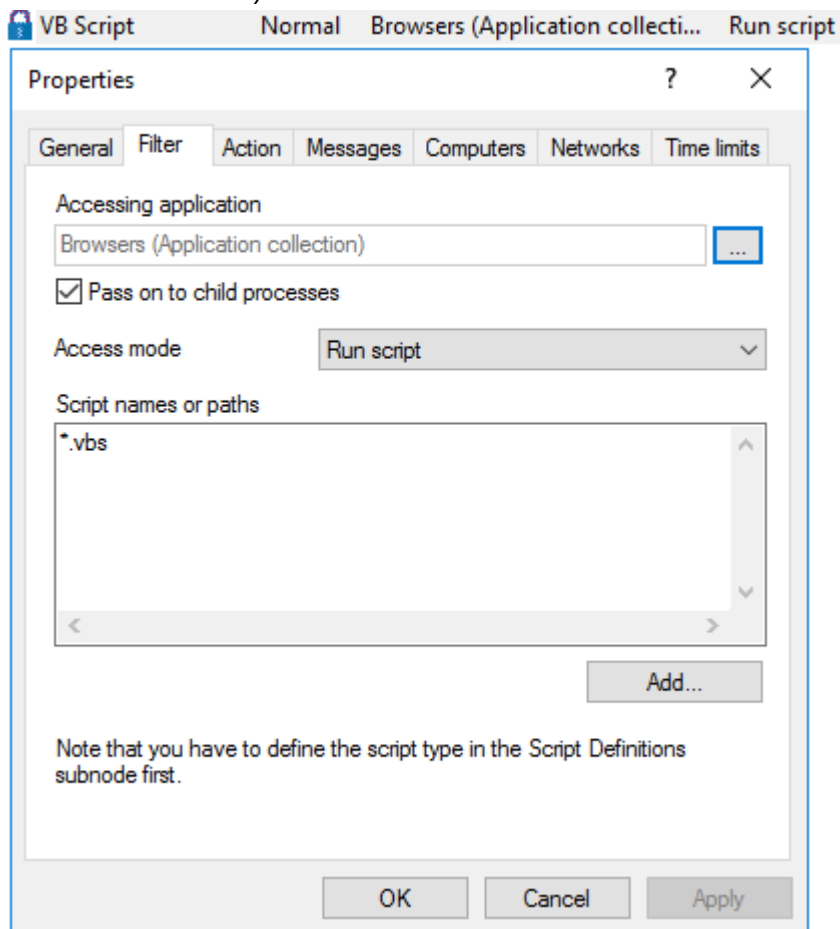 VB Script Normal Browsers (Application collecti... Run script
Properties ? X
General Filter Action Messages Computers Networks Time limits
Accessing application
Browsers (Application collection)
...
Pass on to child processes
Access mode Run script
Script names or paths
*.vbs
Add...
Note that you have to define the script type in the Script Definitions
subnode first.
OK Cancel Apply